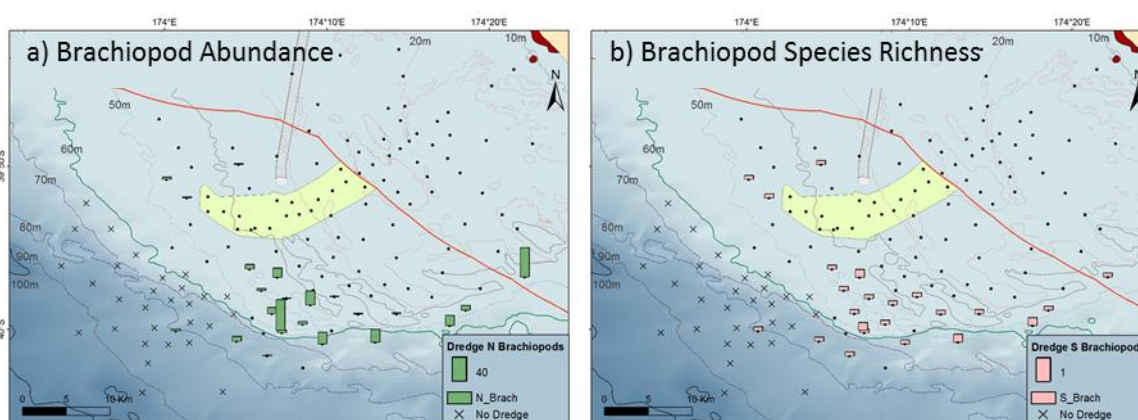 174°E 174°10'E 174°20'E
a) Brachiopod Abundance
20m
10m
N
50m
60m
70m
80m
90m
100m
40°S
Dredge N Brachiopods
40
N_Brach
No Dredge
0 5 10 Km
174°E 174°10'E 174°20'E
b) Brachiopod Species Richness
20m
10m
N
50m
60m
70m
80m
90m
100m
Dredge S Brachiopod
1
S_Brach
No Dredge
0 5 10 Km